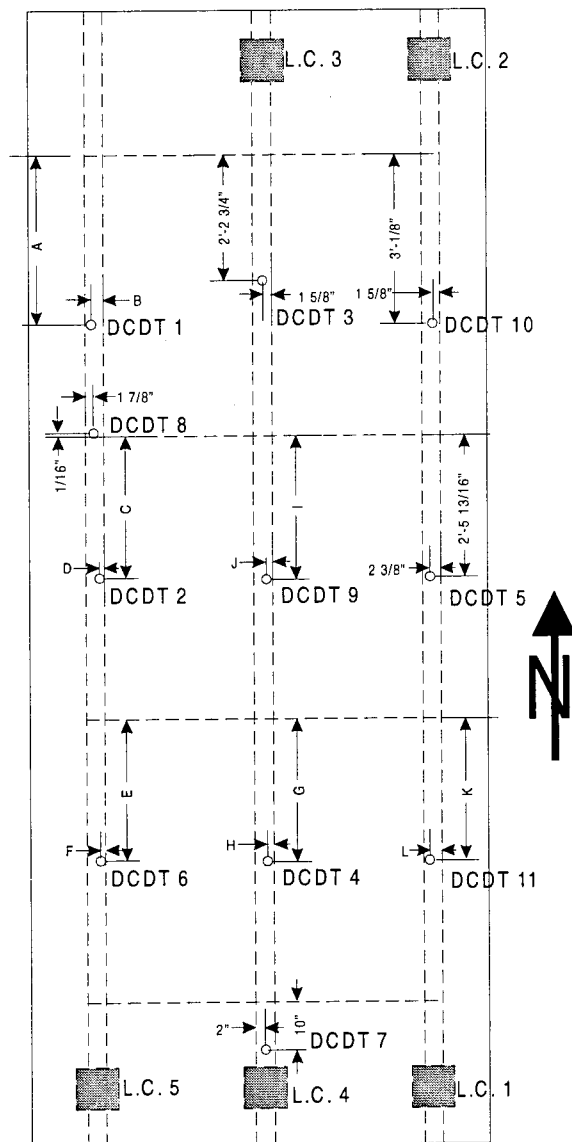 L.C. 3
L.C. 2
A
2'-2 3/4"
3'-1/8"
B
1 5/8"
1 5/8"
DCDT 1
DCDT 3
DCDT 10
1 7/8"
DCDT 8
1/16"
C
I
2'-5 13/16"
D
J
2 3/8"
DCDT 2
DCDT 9
DCDT 5
N
E
G
K
F
H
L
DCDT 6
DCDT 4
DCDT 11
2"
10"
DCDT 7
L.C. 5
L.C. 4
L.C. 1